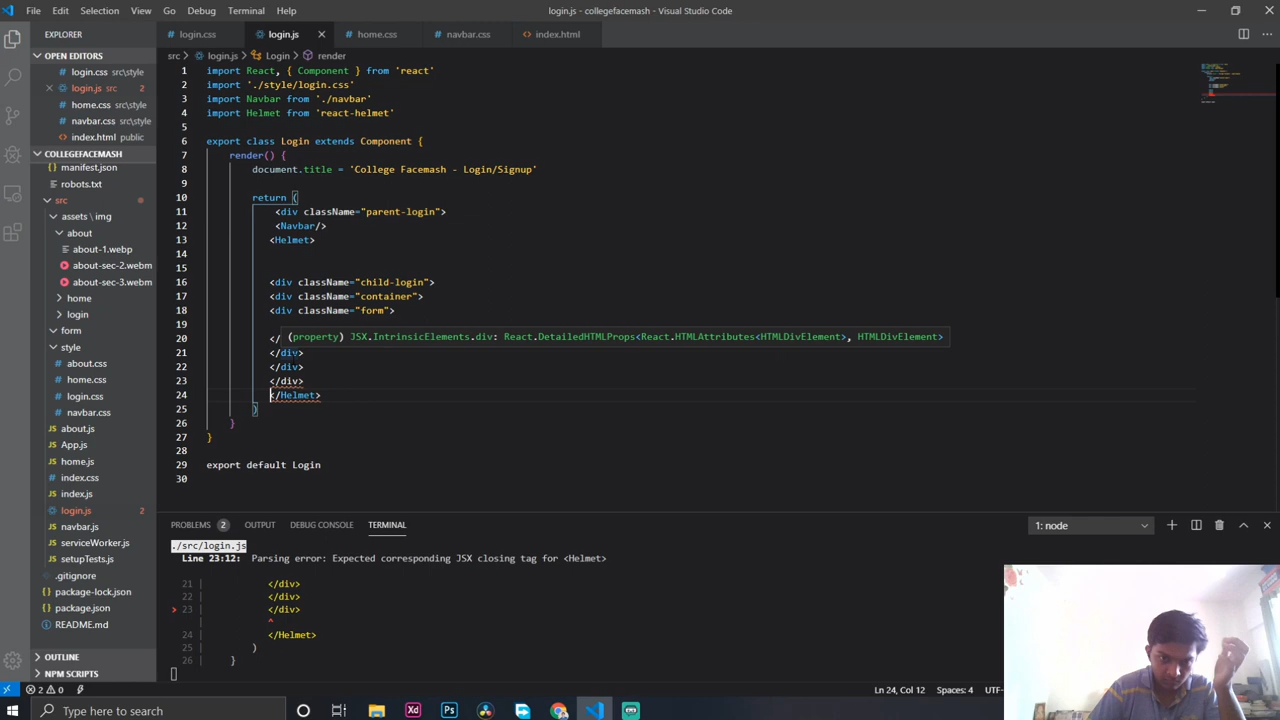 File Edit Selection View Go Debug Terminal Help
login.js - collegefacemash - Visual Studio Code
EXPLORER
login.css
login.js
home.css
navbar.css
index.html
OPEN EDITORS
login.css src\style
login.js src 2
home.css src\style
navbar.css src\style
index.html public
COLLEGEFACEMASH
manifest.json
robots.txt
src
assets \ img
about
about-1.webp
about-sec-2.webm
about-sec-3.webm
home
login
form
style
about.css
home.css
login.css
navbar.css
about.js
App.js
home.js
index.css
index.js
login.js 2
navbar.js
serviceWorker.js
setupTests.js
.gitignore
package-lock.json
package.json
README.md
OUTLINE
NPM SCRIPTS
src > login.js > Login > render
1 import React, { Component } from 'react'
2 import './style/login.css'
3 import Navbar from './navbar'
4 import Helmet from 'react-helmet'
5
6 export class Login extends Component {
7 render() {
8 document.title = 'College Facemash - Login/Signup'
9
10 return (
11 <div className="parent-login">
12 <Navbar/>
13 <Helmet>
14
15
16 <div className="child-login">
17 <div className="container">
18 <div className="form">
19
20 </ (property) JSX.IntrinsicElements.div: React.DetailedHTMLProps<React.HTMLAttributes<HTMLDivElement>, HTMLDivElement>
21 </div>
22 </div>
23 </div>
24 </Helmet>
25 )
26 }
27 }
28
29 export default Login
30
PROBLEMS 2 OUTPUT DEBUG CONSOLE TERMINAL
1: node
./src/login.js
Line 23:12: Parsing error: Expected corresponding JSX closing tag for <Helmet>
21 | </div>
22 | </div>
> 23 | </div>
| ^
24 | </Helmet>
25 | )
26 | }
2 0
Ln 24, Col 12 Spaces: 4 UTF-
Type here to search
Xd
Ps